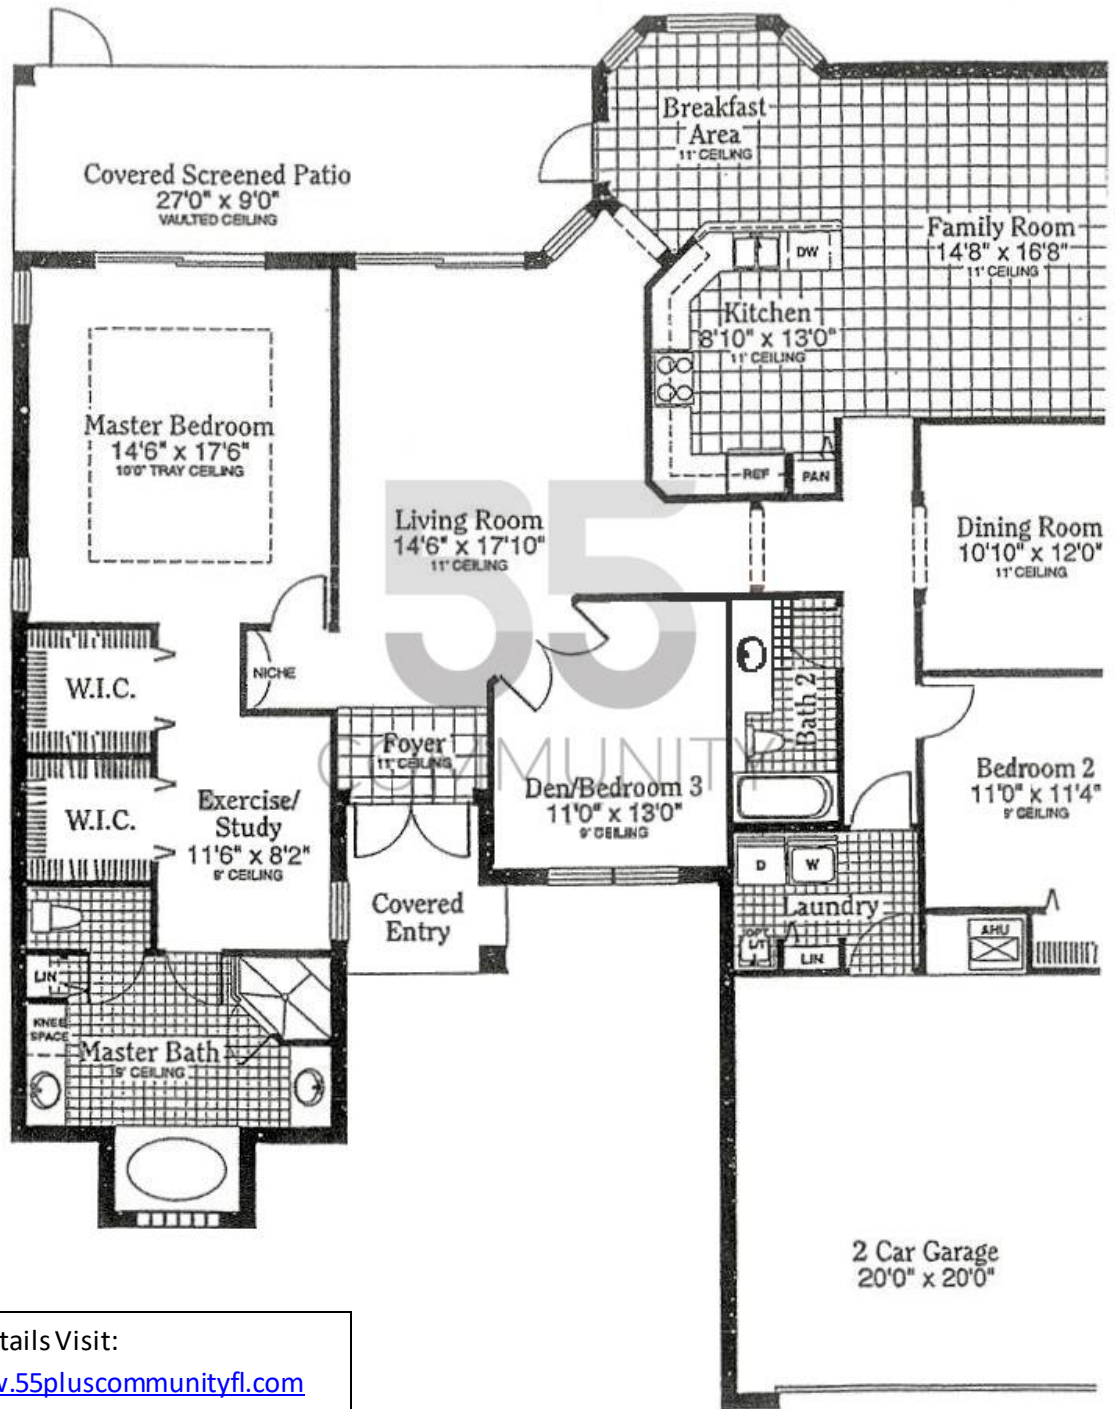 Breakfast
Area
11' CEILING
Covered Screened Patio
27'0" x 9'0"
VAULTED CEILING
Family Room
14'8" x 16'8"
11' CEILING
DW
Kitchen
8'10" x 13'0"
11' CEILING
Master Bedroom
14'6" x 17'6"
10'0" TRAY CEILING
REF
PAN
Living Room
14'6" x 17'10"
11' CEILING
Dining Room
10'10" x 12'0"
11' CEILING
55
COMMUNITY
NICHE
W.I.C.
Bath 2
Foyer
11' CEILING
Den/Bedroom 3
11'0" x 13'0"
9' CEILING
Bedroom 2
11'0" x 11'4"
9' CEILING
W.I.C.
Exercise/
Study
11'6" x 8'2"
9' CEILING
D
W
Covered
Entry
Laundry
OPT
L/T
LIN
AHU
LIN
KNEE
SPACE
Master Bath
9' CEILING
2 Car Garage
20'0" x 20'0"
tails Visit:
w.55pluscommunityfl.com